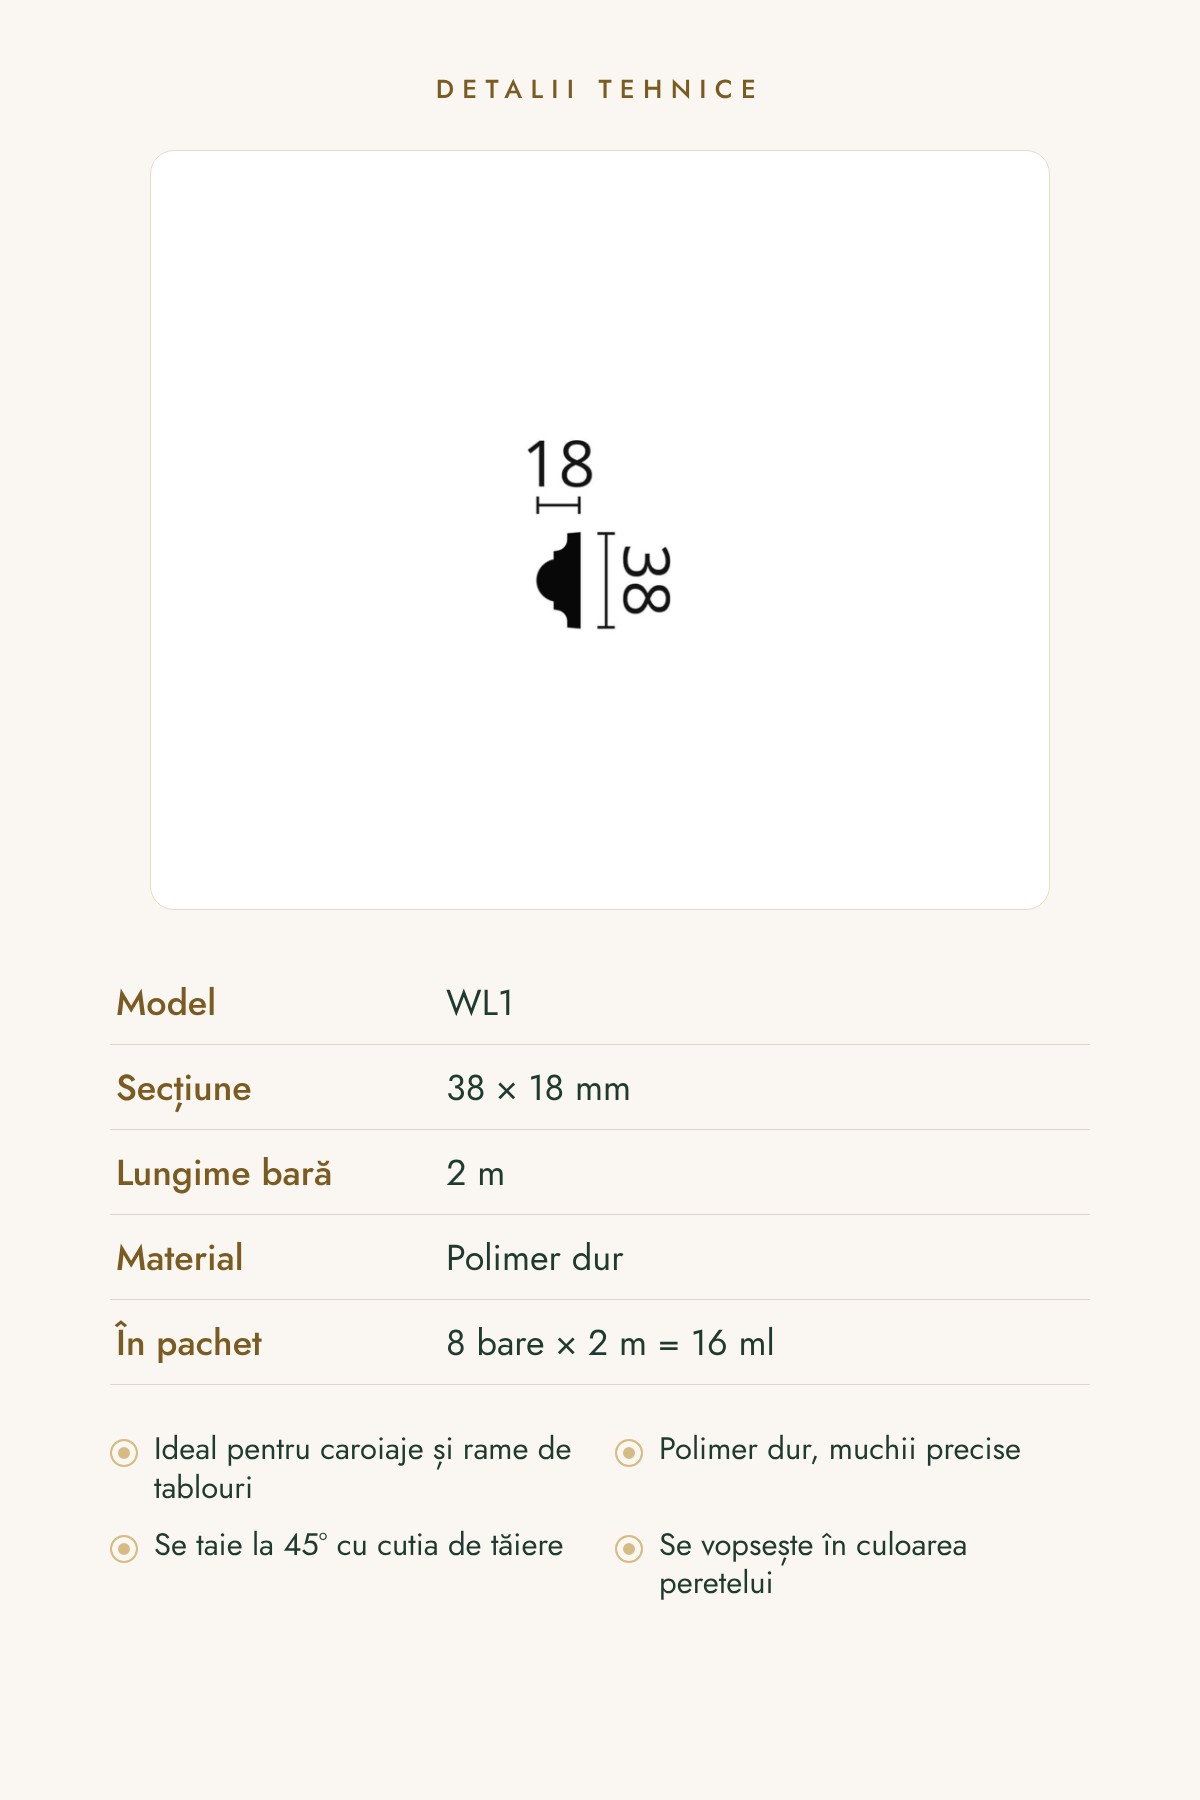 DETALII TEHNICE
18
38
Model WL1
Secțiune 38 × 18 mm
Lungime bară 2 m
Material Polimer dur
În pachet 8 bare × 2 m = 16 ml
Ideal pentru caroiaje și rame de
tablouri
Polimer dur, muchii precise
Se taie la 45° cu cutia de tăiere
Se vopsește în culoarea
peretelui